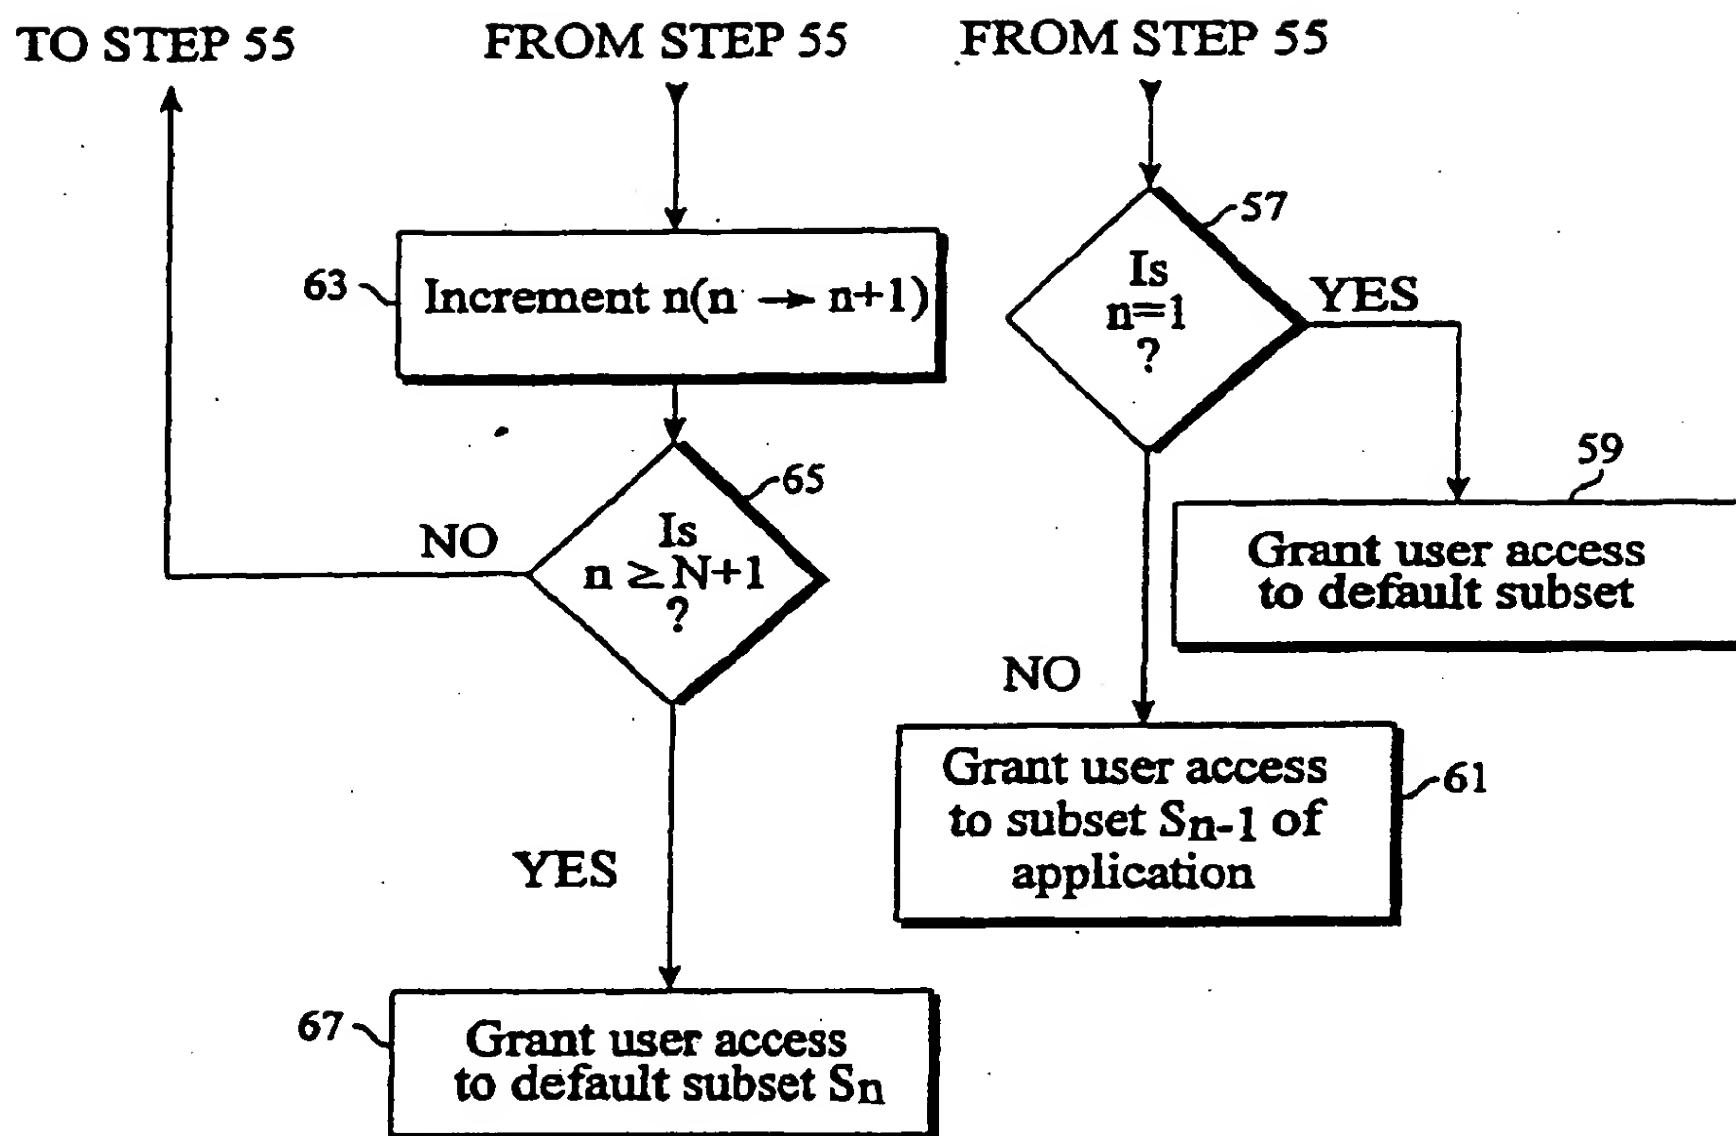 TO STEP 55
FROM STEP 55
FROM STEP 55
57
Is
n=1
?
YES
63
Increment n(n → n+1)
65
Is
n ≥ N+1
?
NO
59
Grant user access
to default subset
NO
Grant user access
to subset Sn-1 of
application
61
YES
67
Grant user access
to default subset Sn